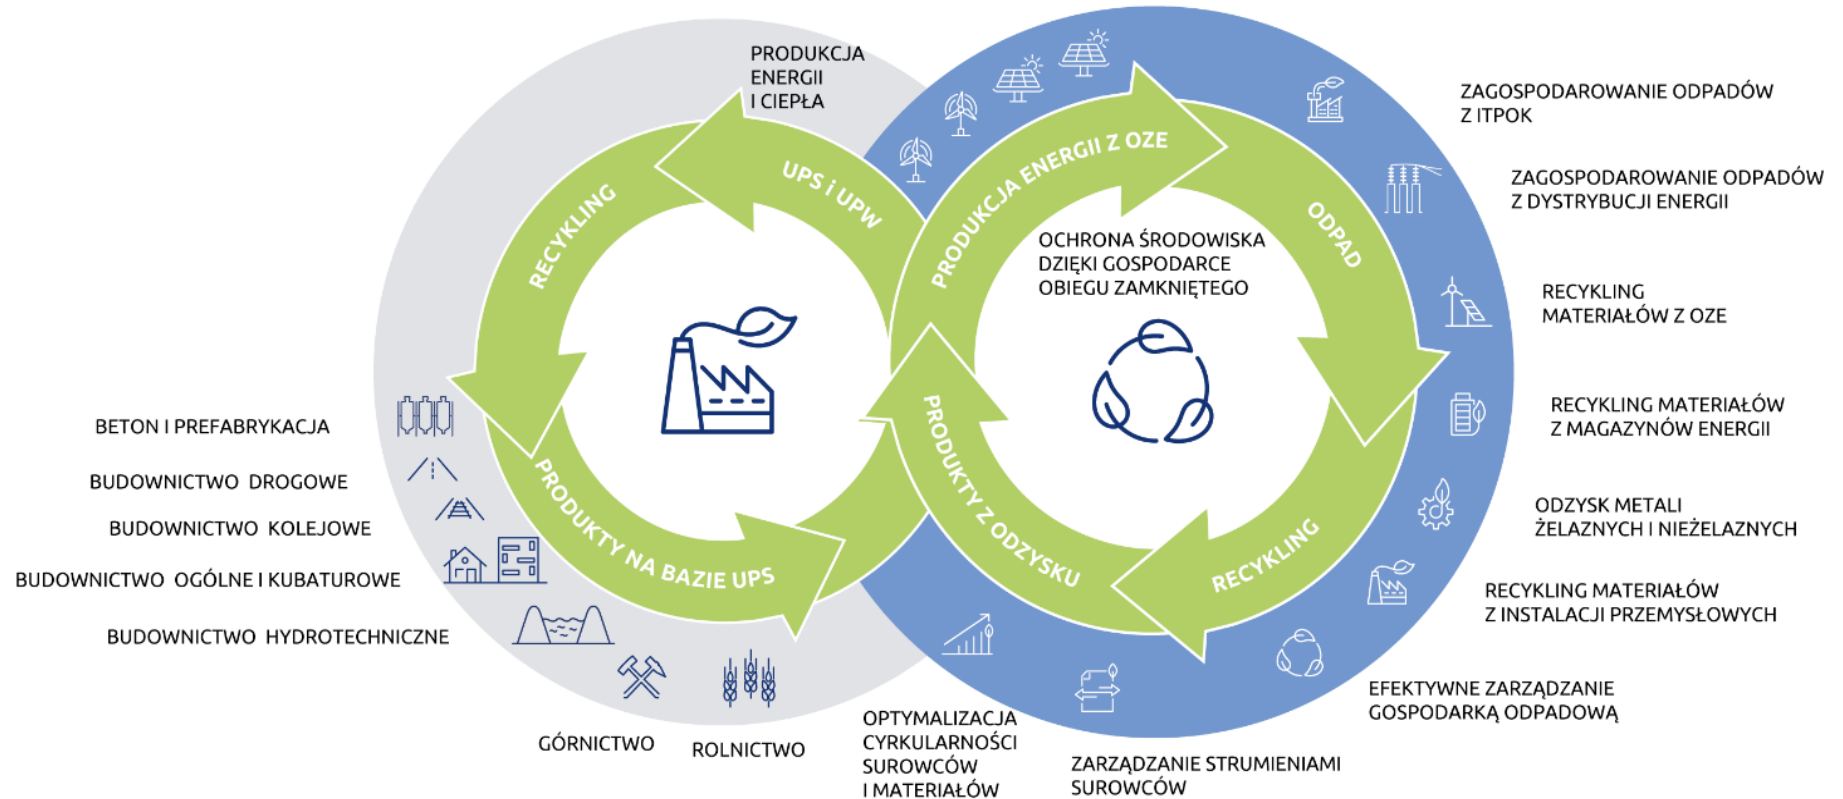 PRODUKCJA
ENERGII
I CIEPŁA
UPS i UPW
RECYKLING
PRODUKTY NA BAZIE UPS
BETON I PREFABRYKACJA
BUDOWNICTWO DROGOWE
BUDOWNICTWO KOLEJOWE
BUDOWNICTWO OGÓLNE I KUBATUROWE
BUDOWNICTWO HYDROTECHNICZNE
GÓRNICTWO
ROLNICTWO
PRODUKCJA ENERGII Z OZE
ODPAD
RECYKLING
PRODUKTY Z ODZYSKU
OCHRONA ŚRODOWISKA
DZIĘKI GOSPODARCE
OBIEGU ZAMKNIĘTEGO
ZAGOSPODAROWANIE ODPADÓW
Z ITPOK
ZAGOSPODAROWANIE ODPADÓW
Z DYSTRYBUCJI ENERGII
RECYKLING
MATERIAŁÓW Z OZE
RECYKLING MATERIAŁÓW
Z MAGAZYNÓW ENERGII
ODZYSK METALI
ŻELAZNYCH I NIEŻELAZNYCH
RECYKLING MATERIAŁÓW
Z INSTALACJI PRZEMYSŁOWYCH
EFEKTYWNE ZARZĄDZANIE
GOSPODARKĄ ODPADOWĄ
ZARZĄDZANIE STRUMIENIAMI
SUROWCÓW
OPTYMALIZACJA
CYRKULARNOŚCI
SUROWCÓW
I MATERIAŁÓW